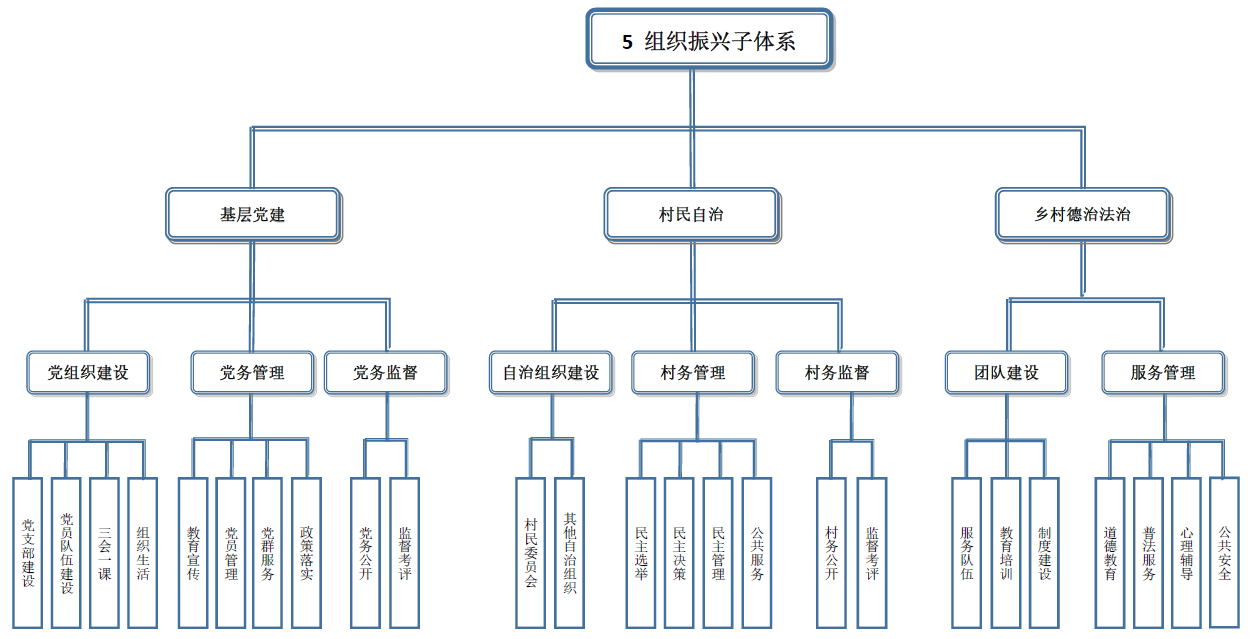 5 组织振兴子体系
基层党建
村民自治
乡村德治法治
党组织建设
党务管理
党务监督
自治组织建设
村务管理
村务监督
团队建设
服务管理
党支部建设
党员队伍建设
三会一课
组织生活
教育宣传
党员管理
党群服务
政策落实
党务公开
监督考评
村民委员会
其他自治组织
民主选举
民主决策
民主管理
公共服务
村务公开
监督考评
服务队伍
教育培训
制度建设
道德教育
普法服务
心理辅导
公共安全